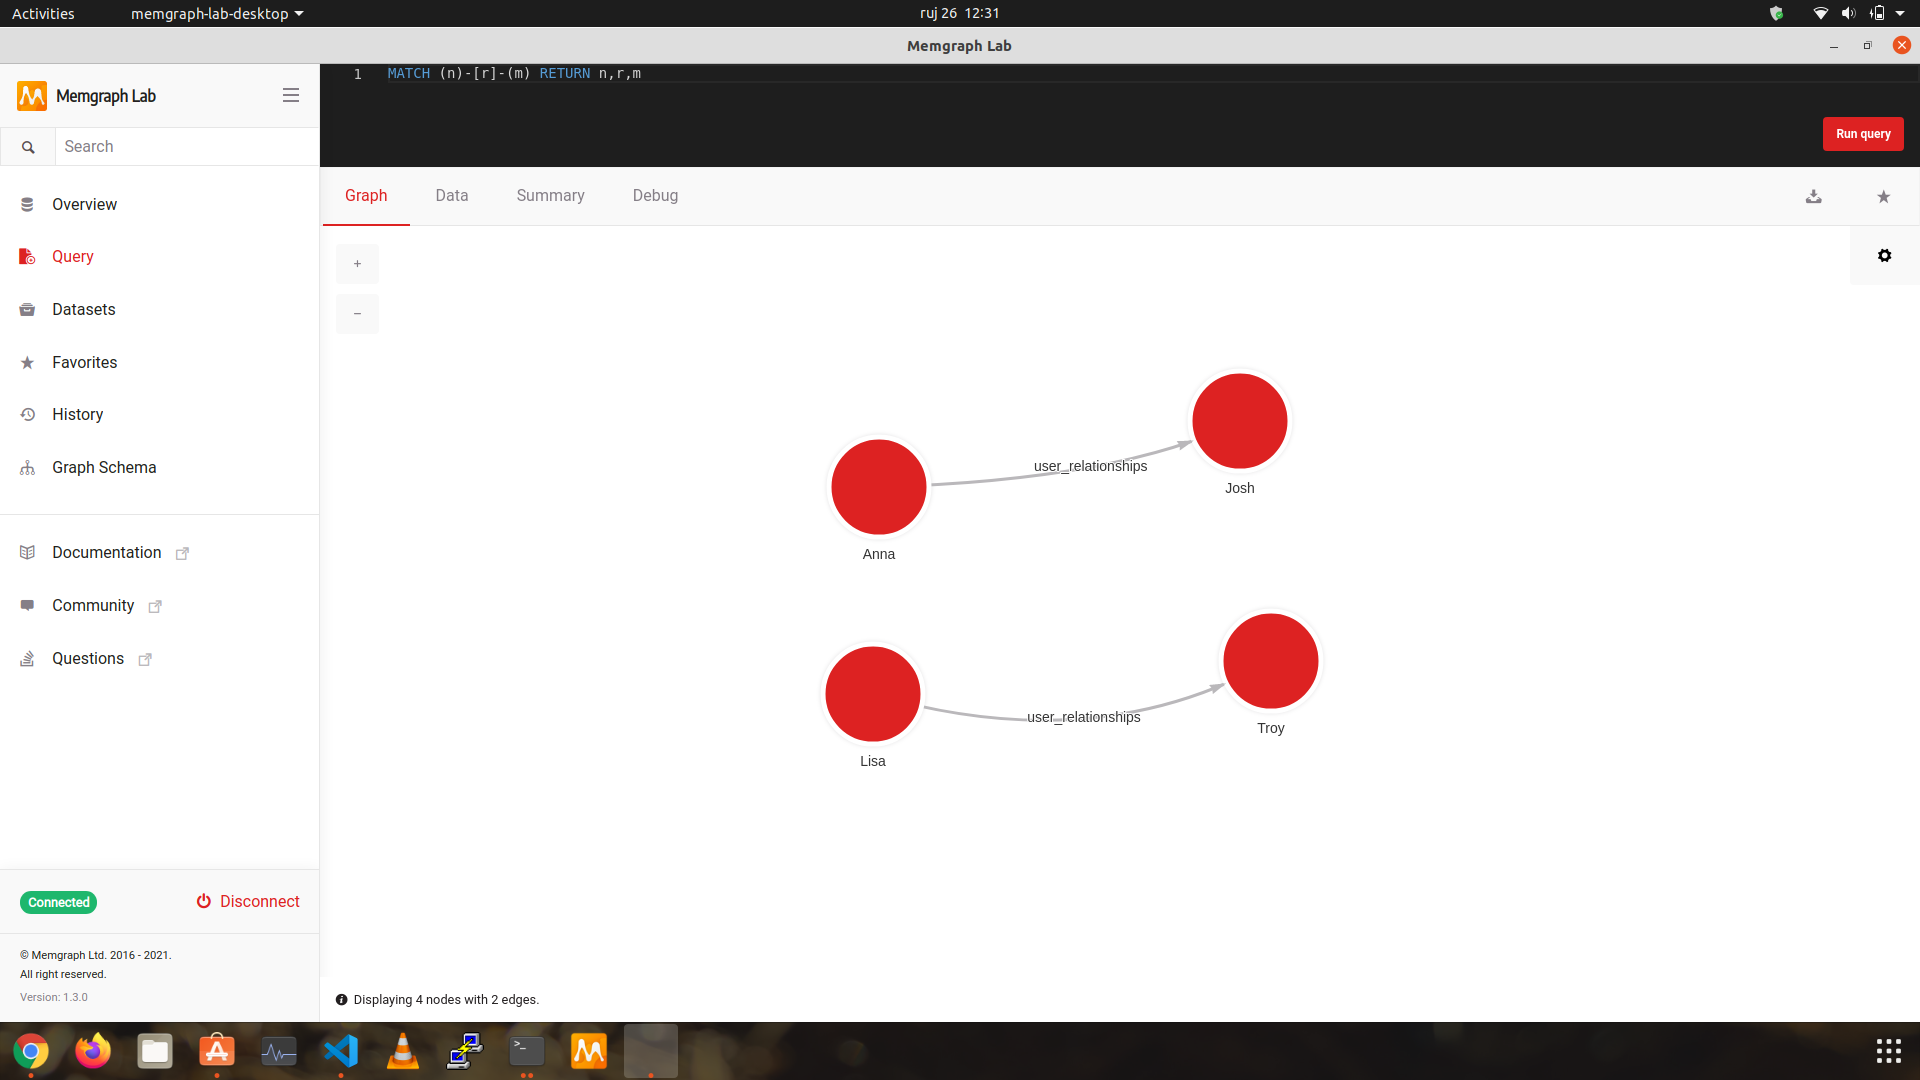 Activities
memgraph-lab-desktop
ruj 26 12:31
Memgraph Lab
Memgraph Lab
1 MATCH (n)-[r]-(m) RETURN n,r,m
Run query
Search
Overview
Query
Datasets
Favorites
History
Graph Schema
Documentation
Community
Questions
Connected
Disconnect
© Memgraph Ltd. 2016 - 2021.
All right reserved.
Version: 1.3.0
Graph Data Summary Debug
+
−
user_relationships
Josh
Anna
user_relationships
Troy
Lisa
Displaying 4 nodes with 2 edges.